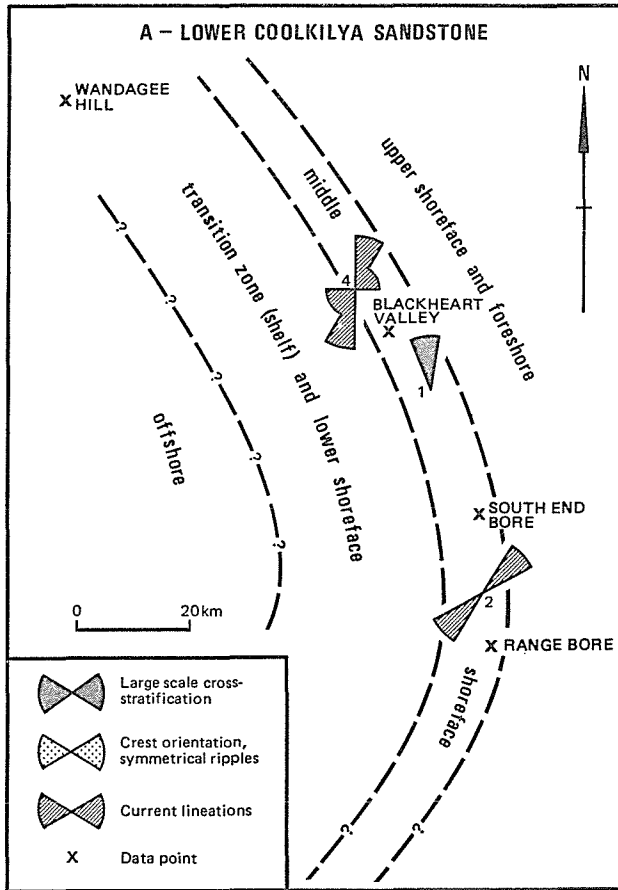 A – LOWER COOLKILYA SANDSTONE
WANDAGEE
HILL
N
middle
upper shoreface and foreshore
transition zone (shelf) and lower shoreface
4
BLACKHEART
VALLEY
1
offshore
?
?
?
?
?
SOUTH END
BORE
2
RANGE BORE
shoreface
0 20 km
?
?
Large scale cross-
stratification
Crest orientation,
symmetrical ripples
Current lineations
X Data point